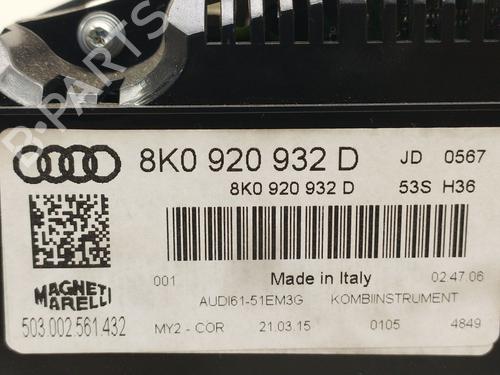 B-PARTS
8K0 920 932 D JD 0567
8K0 920 932 D 53S H36
001 Made in Italy 02.47.06
MAGNETI MARELLI AUDI61-51EM3G KOMBIINSTRUMENT
503.002.561.432 MY2 - COR 21.03.15 0105 4849